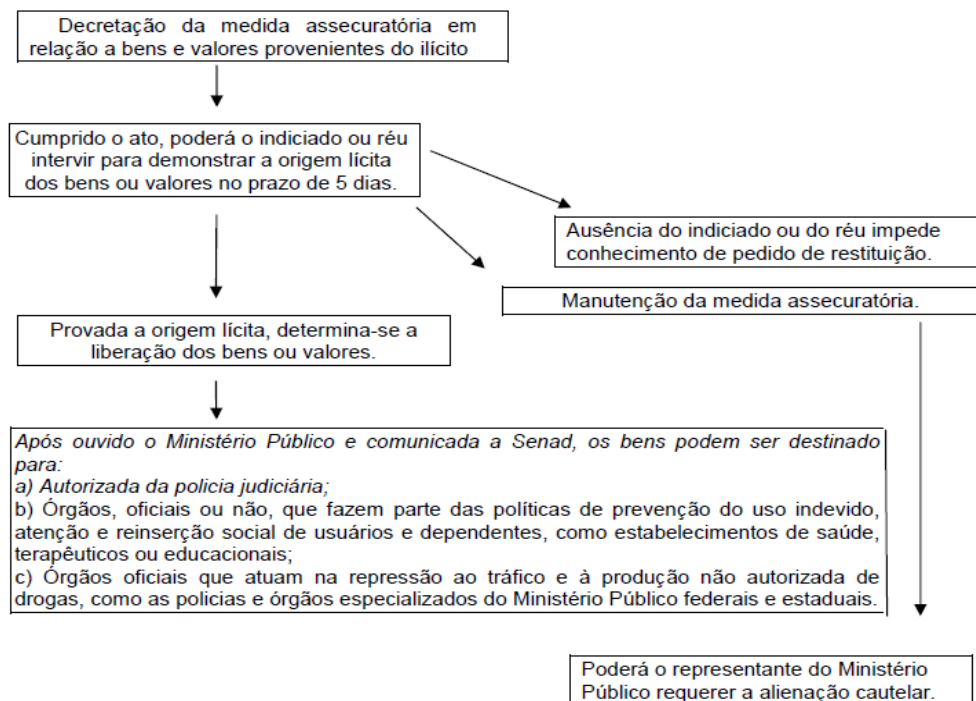 Decretação da medida assecuratória em
relação a bens e valores provenientes do ilícito
Cumprido o ato, poderá o indiciado ou réu
intervir para demonstrar a origem lícita
dos bens ou valores no prazo de 5 dias.
Ausência do indiciado ou do réu impede
conhecimento de pedido de restituição.
Manutenção da medida assecuratória.
Provada a origem lícita, determina-se a
liberação dos bens ou valores.
Após ouvido o Ministério Público e comunicada a Senad, os bens podem ser destinado
para:
a) Autorizada da policia judiciária;
b) Órgãos, oficiais ou não, que fazem parte das políticas de prevenção do uso indevido,
atenção e reinserção social de usuários e dependentes, como estabelecimentos de saúde,
terapêuticos ou educacionais;
c) Órgãos oficiais que atuam na repressão ao tráfico e à produção não autorizada de
drogas, como as policias e órgãos especializados do Ministério Público federais e estaduais.
Poderá o representante do Ministério
Público requerer a alienação cautelar.